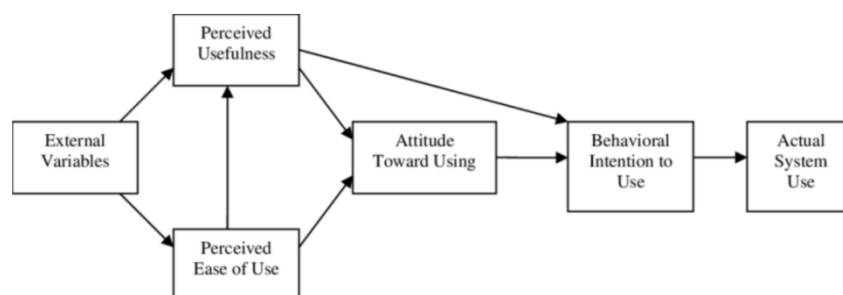 Perceived
Usefulness
External
Variables
Attitude
Toward Using
Behavioral
Intention to
Use
Actual
System
Use
Perceived
Ease of Use